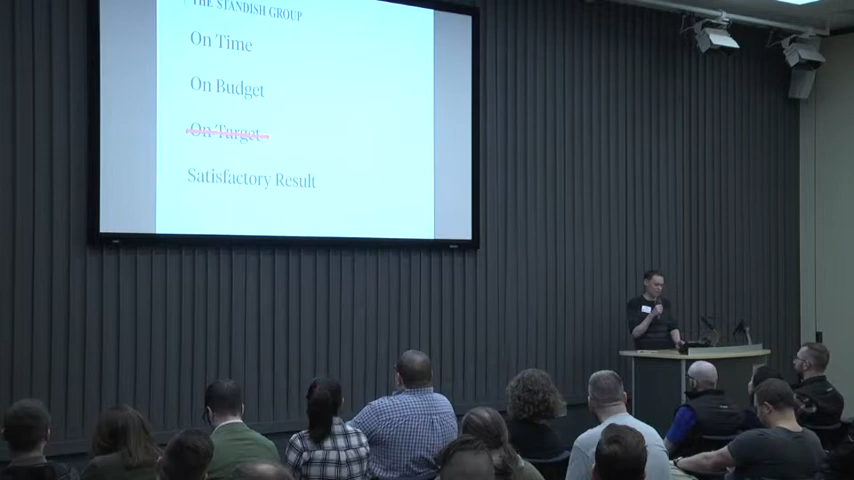 THE STANDISH GROUP
On Time
On Budget
On Target
Satisfactory Result